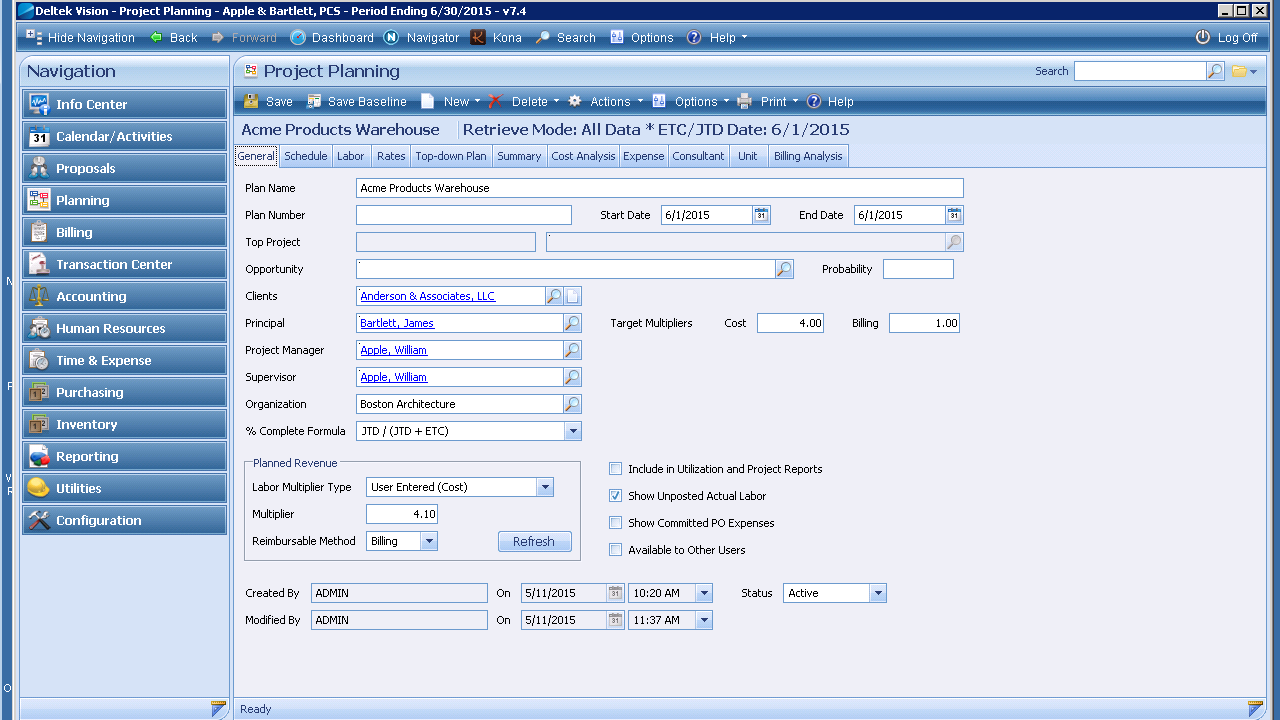 Deltek Vision - Project Planning - Apple & Bartlett, PCS - Period Ending 6/30/2015 - v7.4
Hide Navigation Back Forward Dashboard Navigator Kona Search Options Help Log Off
Navigation
Info Center
31 Calendar/Activities
Proposals
Planning
Billing
Transaction Center
Accounting
Human Resources
Time & Expense
Purchasing
Inventory
Reporting
Utilities
Configuration
Project Planning Search
Save Save Baseline New Delete Actions Options Print Help
Acme Products Warehouse Retrieve Mode: All Data * ETC/JTD Date: 6/1/2015
General Schedule Labor Rates Top-down Plan Summary Cost Analysis Expense Consultant Unit Billing Analysis
Plan Name Acme Products Warehouse
Plan Number Start Date 6/1/2015 31 End Date 6/1/2015 31
Top Project
Opportunity Probability
Clients Anderson & Associates, LLC
Principal Bartlett, James Target Multipliers Cost 4.00 Billing 1.00
Project Manager Apple, William
Supervisor Apple, William
Organization Boston Architecture
% Complete Formula JTD / (JTD + ETC)
Planned Revenue
Labor Multiplier Type User Entered (Cost)
Multiplier 4.10
Reimbursable Method Billing Refresh
Include in Utilization and Project Reports
Show Unposted Actual Labor
Show Committed PO Expenses
Available to Other Users
Created By ADMIN On 5/11/2015 31 10:20 AM Status Active
Modified By ADMIN On 5/11/2015 31 11:37 AM
Ready